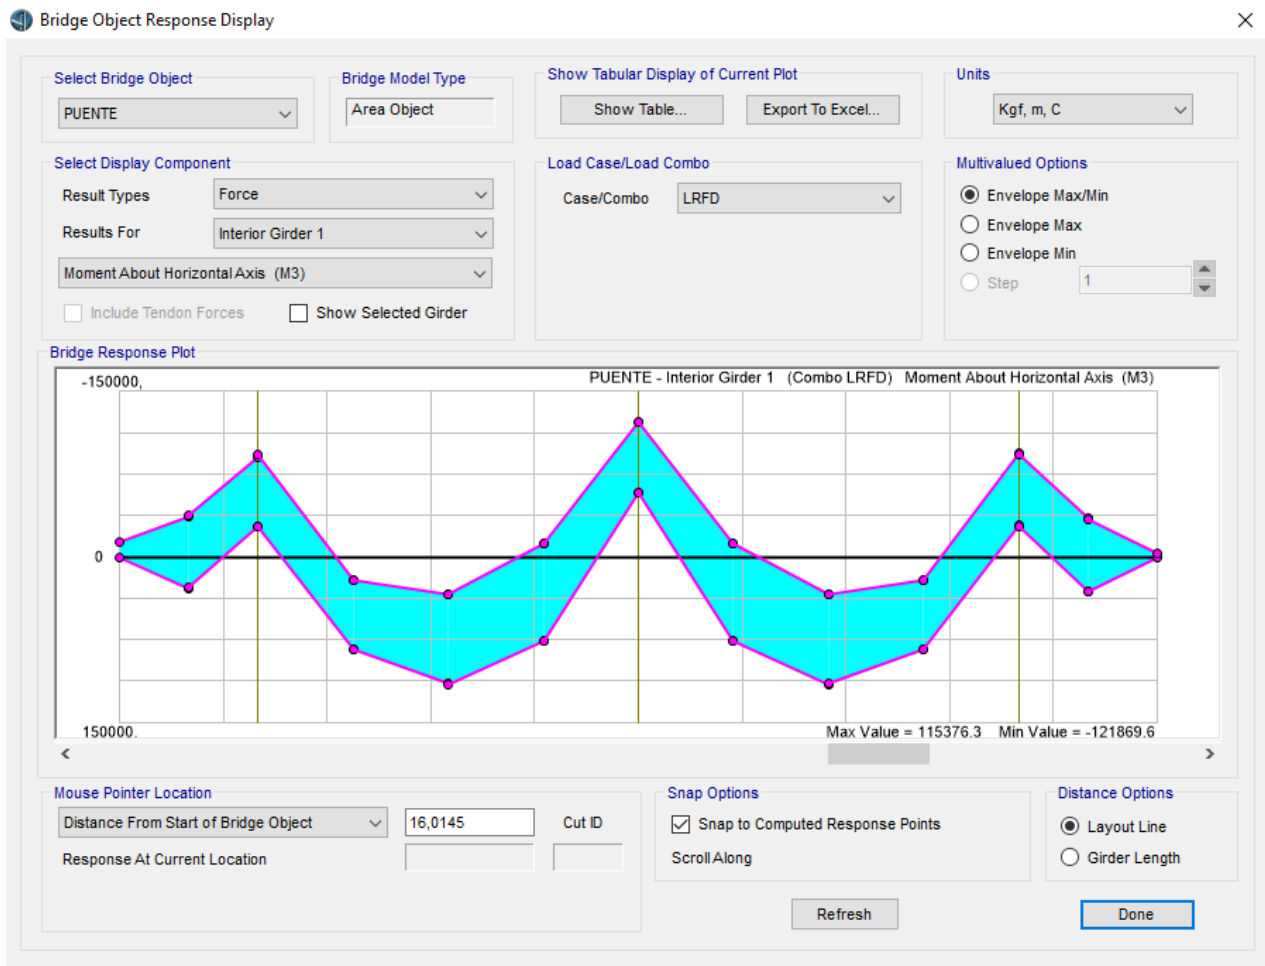 Bridge Object Response Display
Select Bridge Object
PUENTE
Bridge Model Type
Area Object
Show Tabular Display of Current Plot
Show Table...
Export To Excel...
Units
Kgf, m, C
Select Display Component
Result Types
Force
Results For
Interior Girder 1
Moment About Horizontal Axis (M3)
Include Tendon Forces
Show Selected Girder
Load Case/Load Combo
Case/Combo
LRFD
Multivalued Options
Envelope Max/Min
Envelope Max
Envelope Min
Step
1
Bridge Response Plot
-150000,
PUENTE - Interior Girder 1 (Combo LRFD) Moment About Horizontal Axis (M3)
0
150000.
Max Value = 115376.3 Min Value = -121869.6
Mouse Pointer Location
Distance From Start of Bridge Object
16,0145
Cut ID
Response At Current Location
Snap Options
Snap to Computed Response Points
Scroll Along
Distance Options
Layout Line
Girder Length
Refresh
Done